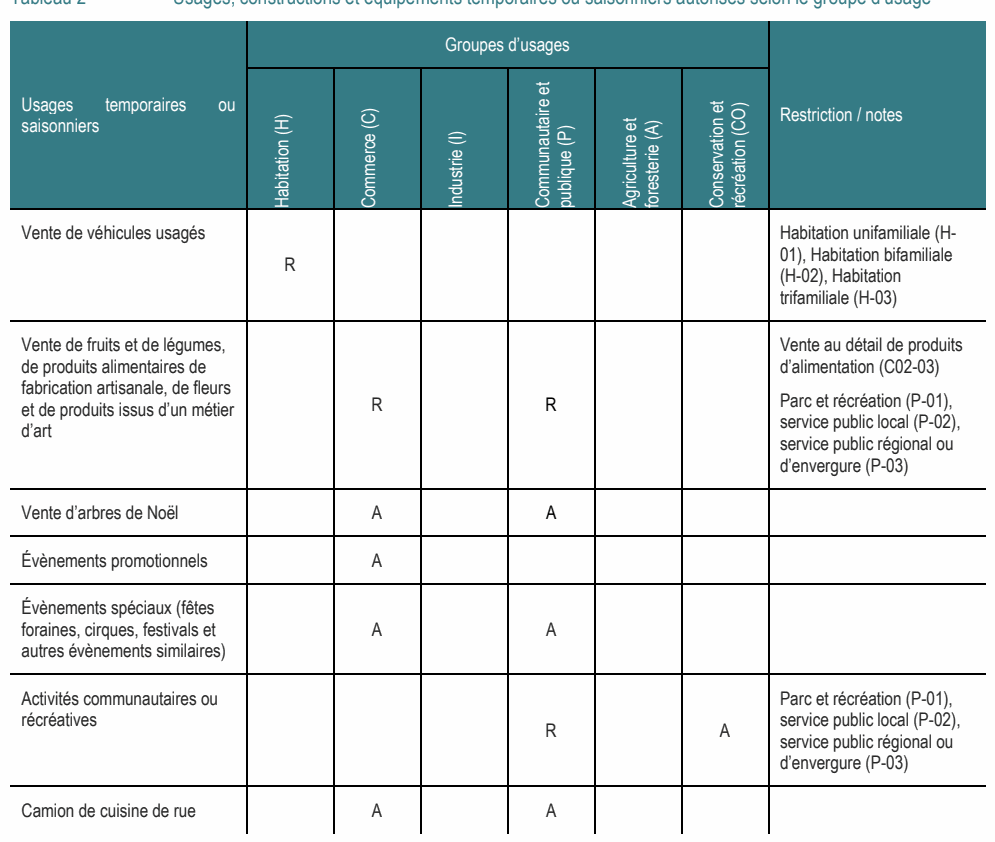 Tableau 2 Usages, constructions et équipements temporaires ou saisonniers autorisés selon le groupe d'usage
Groupes d'usages
Usages temporaires ou
saisonniers
Habitation (H)
Commerce (C)
Industrie (I)
Communautaire et
publique (P)
Agriculture et
foresterie (A)
Conservation et
récréation (CO)
Restriction / notes
Vente de véhicules usagés
R
Habitation unifamiliale (H-
01), Habitation bifamiliale
(H-02), Habitation
trifamiliale (H-03)
Vente de fruits et de légumes,
de produits alimentaires de
fabrication artisanale, de fleurs
et de produits issus d'un métier
d'art
R
R
Vente au détail de produits
d'alimentation (C02-03)
Parc et récréation (P-01),
service public local (P-02),
service public régional ou
d'envergure (P-03)
Vente d'arbres de Noël
A
A
Évènements promotionnels
A
Évènements spéciaux (fêtes
foraines, cirques, festivals et
autres évènements similaires)
A
A
Activités communautaires ou
récréatives
R
A
Parc et récréation (P-01),
service public local (P-02),
service public régional ou
d'envergure (P-03)
Camion de cuisine de rue
A
A